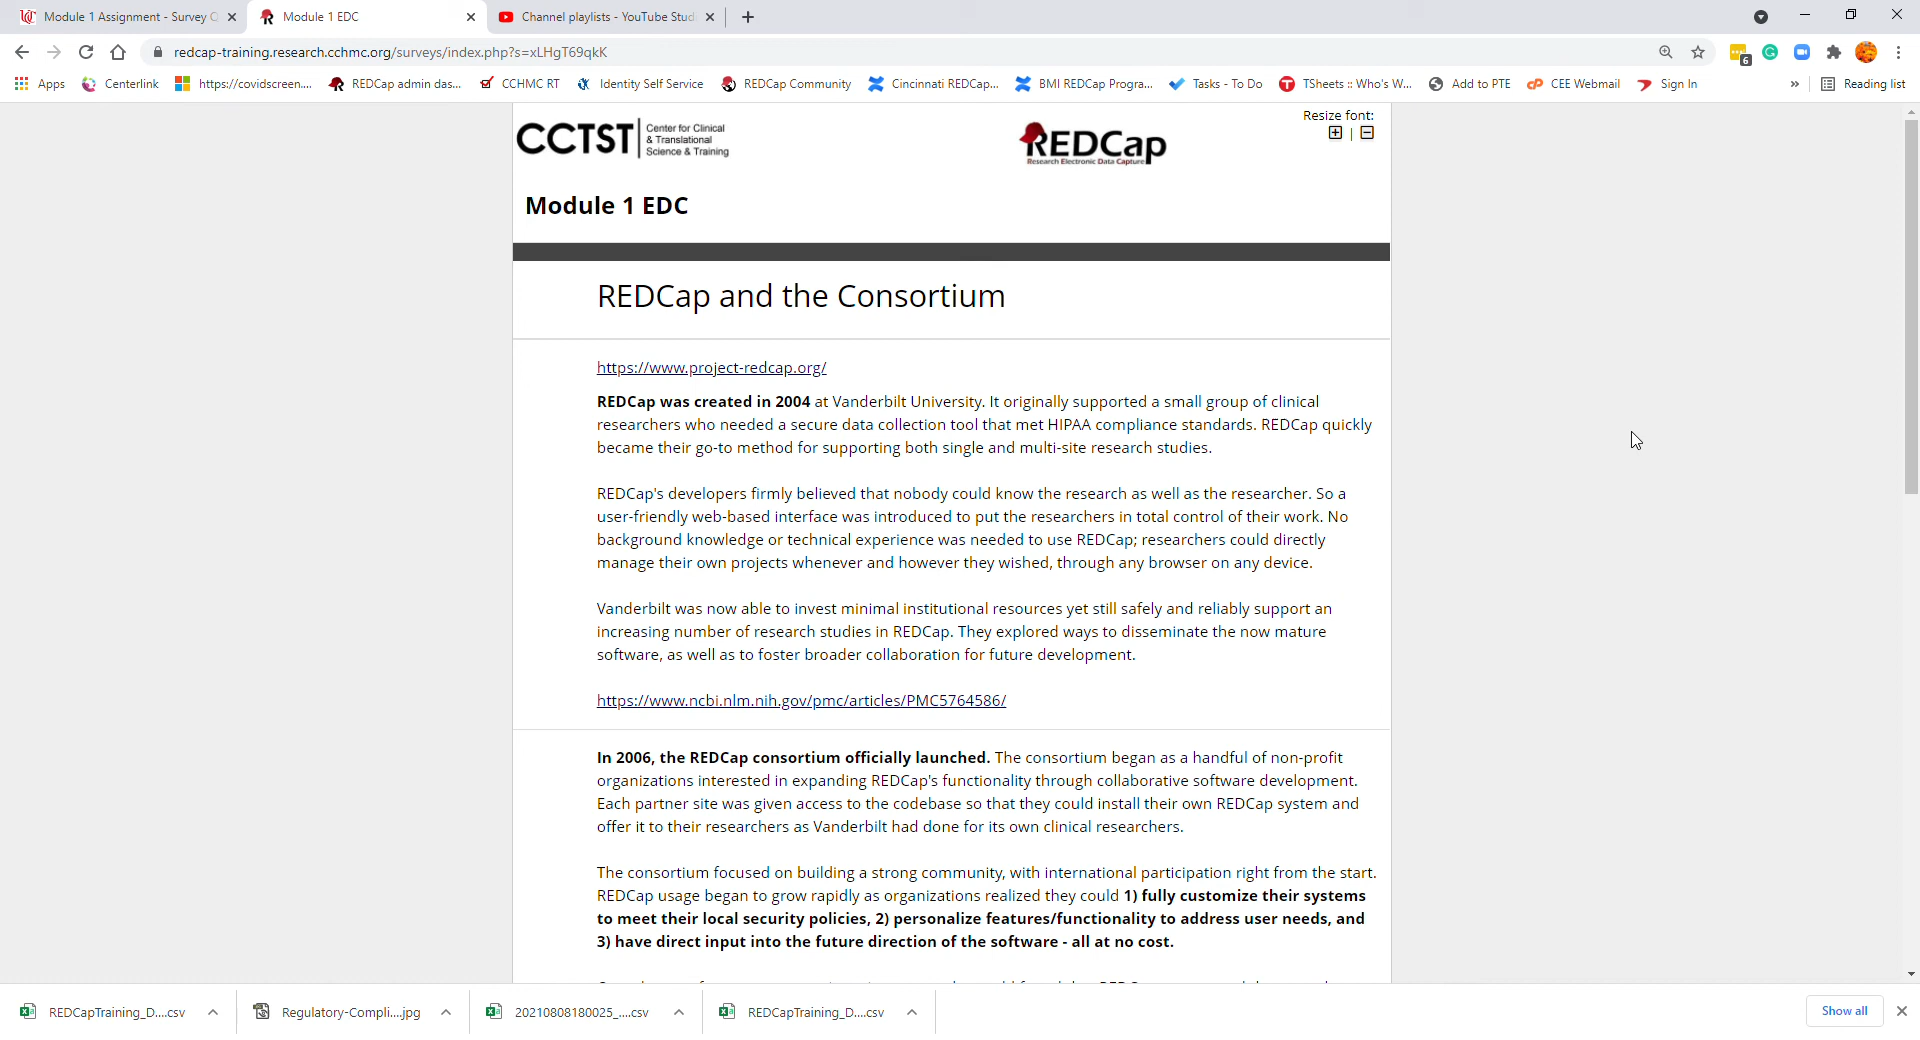 Module 1 Assignment - Survey Q
Module 1 EDC
Channel playlists - YouTube Stud
redcap-training.research.cchmc.org/surveys/index.php?s=xLHgT69qkK
6
Apps
Centerlink
https://covidscreen....
REDCap admin das...
CCHMC RT
Identity Self Service
REDCap Community
Cincinnati REDCap...
BMI REDCap Progra...
Tasks - To Do
TSheets :: Who's W...
Add to PTE
CEE Webmail
Sign In
»
Reading list
CCTST
Center for Clinical
& Translational
Science & Training
REDCap
Research Electronic Data Capture
Resize font:
Module 1 EDC
REDCap and the Consortium
https://www.project-redcap.org/
REDCap was created in 2004 at Vanderbilt University. It originally supported a small group of clinical
researchers who needed a secure data collection tool that met HIPAA compliance standards. REDCap quickly
became their go-to method for supporting both single and multi-site research studies.
REDCap's developers firmly believed that nobody could know the research as well as the researcher. So a
user-friendly web-based interface was introduced to put the researchers in total control of their work. No
background knowledge or technical experience was needed to use REDCap; researchers could directly
manage their own projects whenever and however they wished, through any browser on any device.
Vanderbilt was now able to invest minimal institutional resources yet still safely and reliably support an
increasing number of research studies in REDCap. They explored ways to disseminate the now mature
software, as well as to foster broader collaboration for future development.
https://www.ncbi.nlm.nih.gov/pmc/articles/PMC5764586/
In 2006, the REDCap consortium officially launched. The consortium began as a handful of non-profit
organizations interested in expanding REDCap's functionality through collaborative software development.
Each partner site was given access to the codebase so that they could install their own REDCap system and
offer it to their researchers as Vanderbilt had done for its own clinical researchers.
The consortium focused on building a strong community, with international participation right from the start.
REDCap usage began to grow rapidly as organizations realized they could 1) fully customize their systems
to meet their local security policies, 2) personalize features/functionality to address user needs, and
3) have direct input into the future direction of the software - all at no cost.
REDCapTraining_D....csv
Regulatory-Compli....jpg
20210808180025_....csv
REDCapTraining_D....csv
Show all